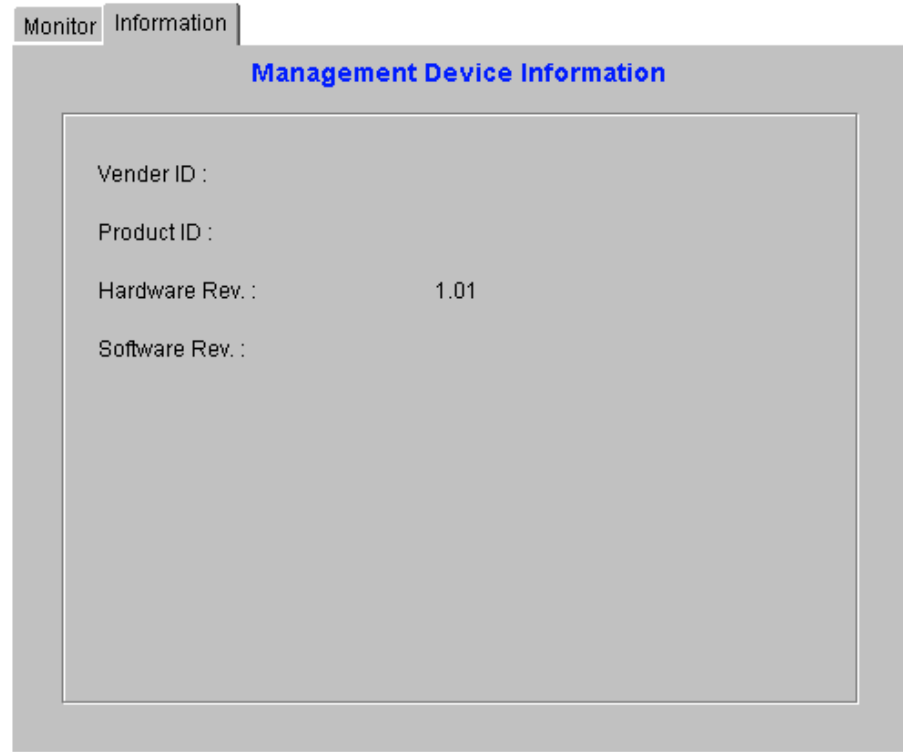 Monitor Information
Management Device Information
Vender ID :
Product ID :
Hardware Rev. : 1.01
Software Rev. :